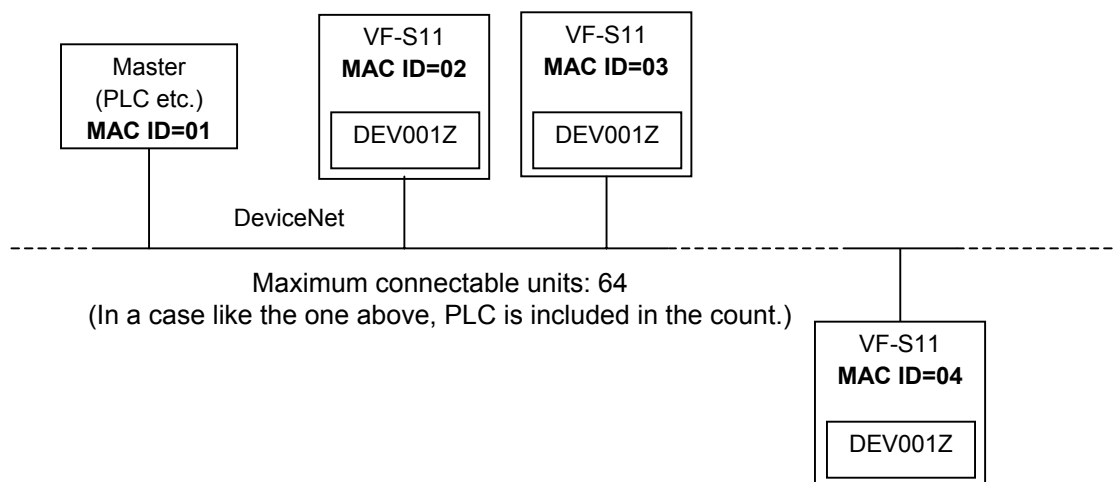 Master
(PLC etc.)
MAC ID=01
VF-S11
MAC ID=02
DEV001Z
VF-S11
MAC ID=03
DEV001Z
DeviceNet
Maximum connectable units: 64
(In a case like the one above, PLC is included in the count.)
VF-S11
MAC ID=04
DEV001Z